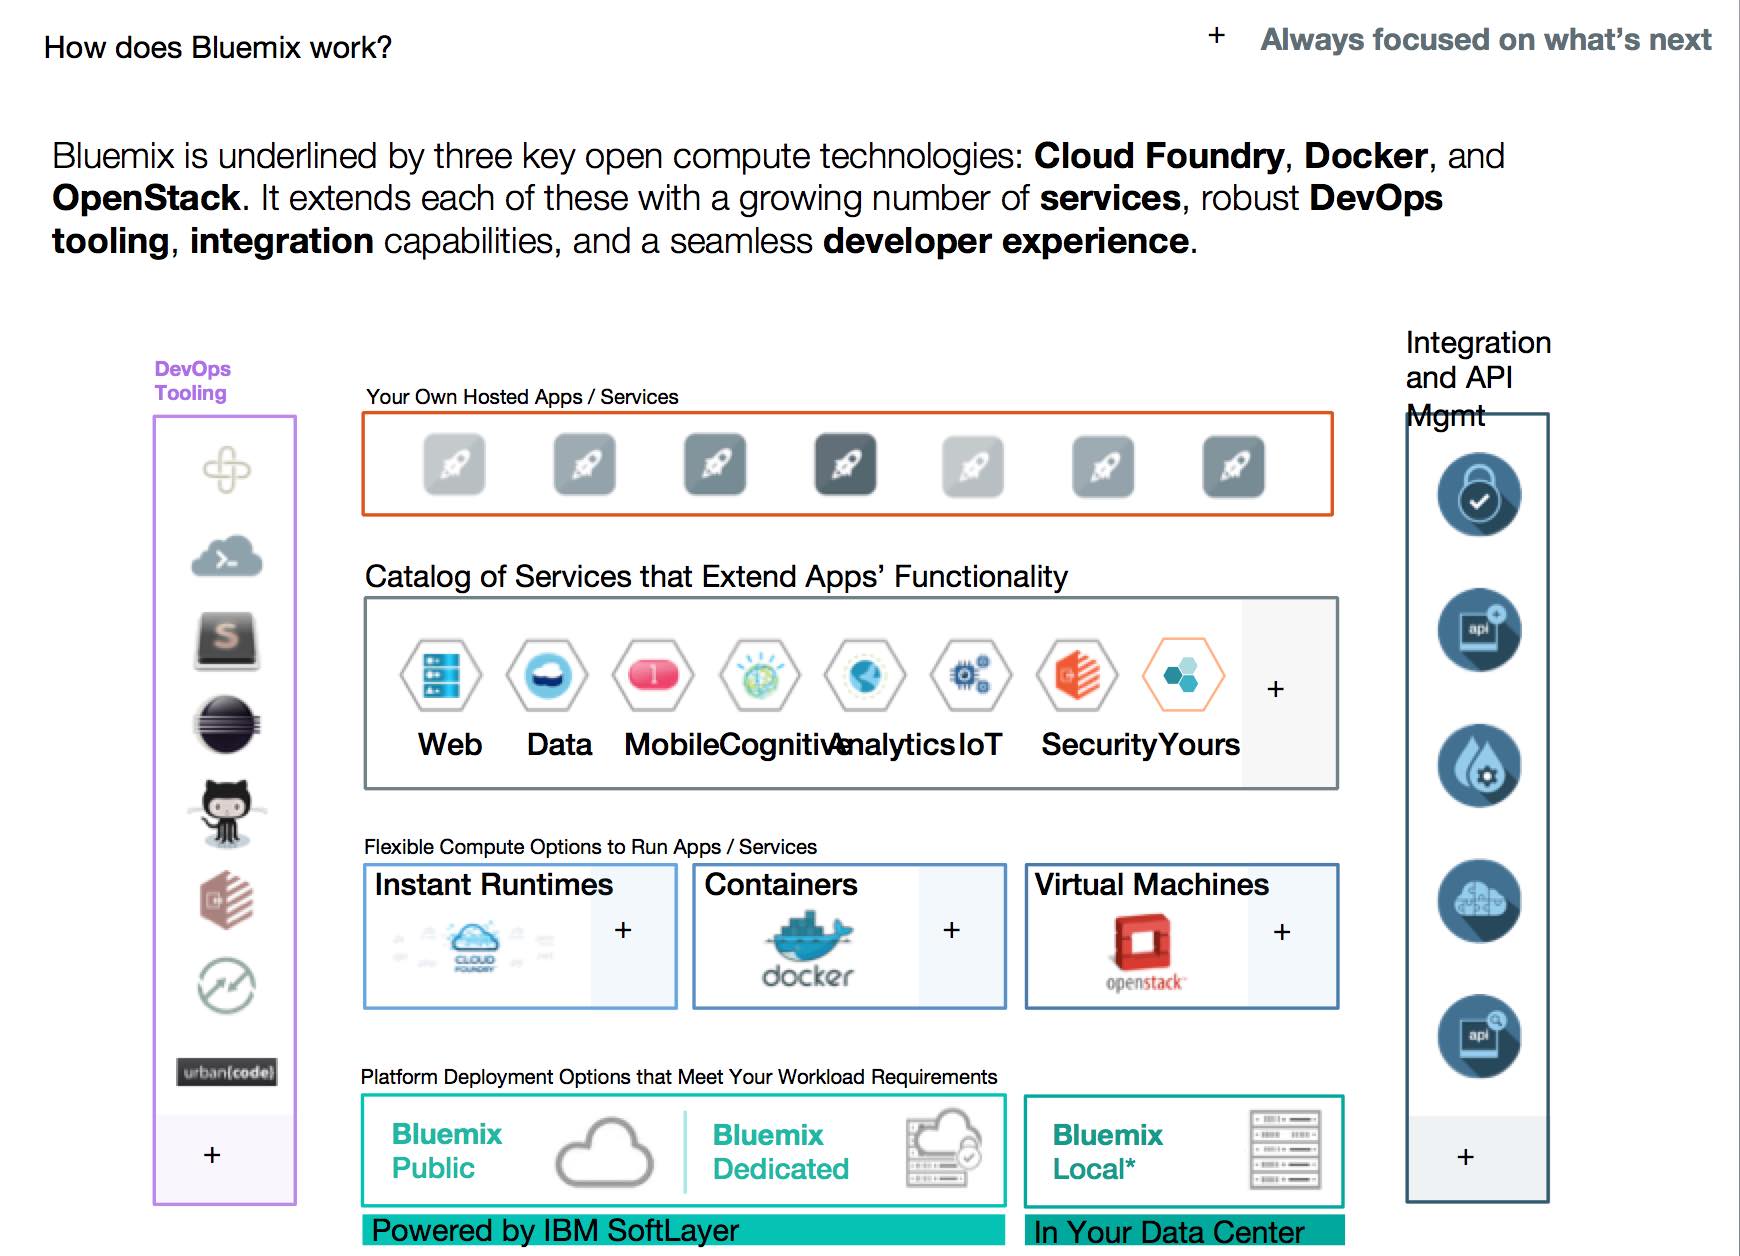 How does Bluemix work?
+ Always focused on what's next
Bluemix is underlined by three key open compute technologies: Cloud Foundry, Docker, and
OpenStack. It extends each of these with a growing number of services, robust DevOps
tooling, integration capabilities, and a seamless developer experience.
DevOps
Tooling
S
urban{code}
+
Your Own Hosted Apps / Services
Catalog of Services that Extend Apps' Functionality
1
+
Web Data Mobile Cognitive Analytics IoT Security Yours
Flexible Compute Options to Run Apps / Services
Instant Runtimes
CLOUD
FOUNDRY
+
Containers
docker
+
Virtual Machines
openstack
+
Platform Deployment Options that Meet Your Workload Requirements
Bluemix
Public
Bluemix
Dedicated
Bluemix
Local*
Powered by IBM SoftLayer
In Your Data Center
Integration
and API
Mgmt
api
api
+